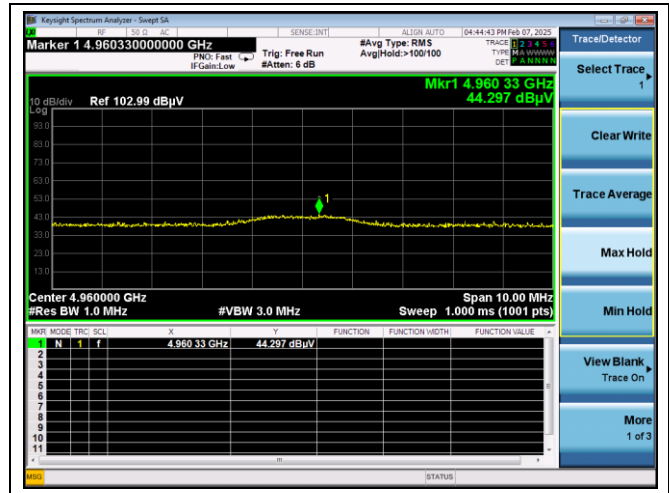 Keysight Spectrum Analyzer - Swept SA
RF 50 Ω AC SENSE:INT ALIGN AUTO 04:44:43 PM Feb 07, 2025
Marker 1 4.960330000000 GHz
PNO: Fast
IFGain:Low
Trig: Free Run
#Atten: 6 dB
#Avg Type: RMS
Avg|Hold:>100/100
TRACE 1 2 3 4 5 6
TYPE M A W W W W
DET P A N N N N
Mkr1 4.960 33 GHz
44.297 dBµV
10 dB/div Ref 102.99 dBµV
Log
93.0
83.0
73.0
63.0
53.0
43.0
33.0
23.0
13.0
1
Center 4.960000 GHz
Span 10.00 MHz
#Res BW 1.0 MHz
#VBW 3.0 MHz
Sweep 1.000 ms (1001 pts)
MKR MODE TRC SCL X Y FUNCTION FUNCTION WIDTH FUNCTION VALUE
1 N 1 f 4.960 33 GHz 44.297 dBµV
2
3
4
5
6
7
8
9
10
11
MSG
STATUS
Trace/Detector
Select Trace
1
Clear Write
Trace Average
Max Hold
Min Hold
View Blank
Trace On
More
1 of 3